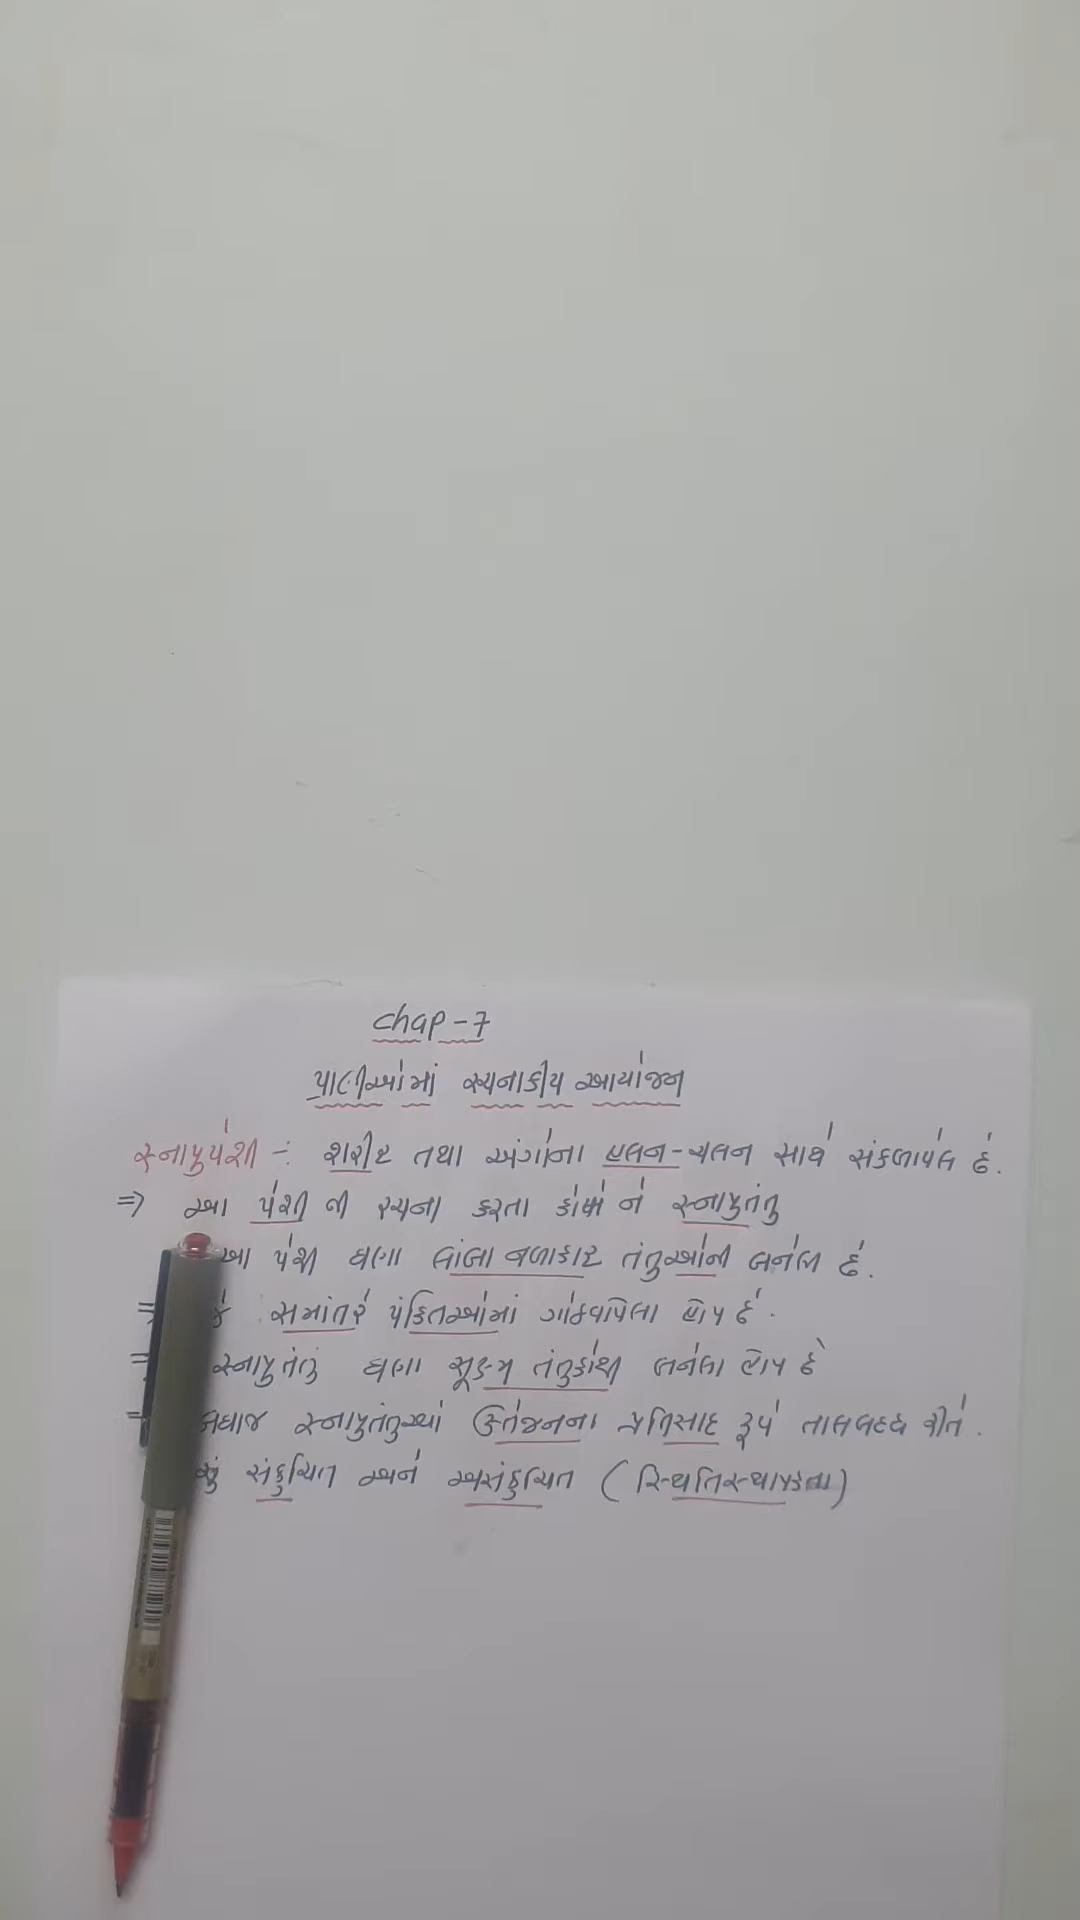 Chap-7
પ્રાણીઓમાં રચનાકીય આયોજન
સ્નાયુપેશી :- શરીર તથા અંગોના હલન-ચલન સાથે સંકળાયેલ છે.
⇒ આ પેશી ની રચના કરતા કોષોને સ્નાયુતંતુ
આ પેશી ઘણા લાંબા નળાકાર તંતુઓની બનેલી છે.
⇒ જે સમાંતરે પંક્તિઓમાં ગોઠવાયેલા હોય છે.
⇒ સ્નાયુતંતું ઘણા સૂક્ષ્મ તંતુકોથી બનેલા હોય છે
⇒ બધાજ સ્નાયુતંતુઓ ઉત્તેજનના પ્રતિસાદ રૂપે તાલબદ્ધ રીતે.
સંકુચિત અને અસંકુચિત (સ્થિતિસ્થાપકતા)